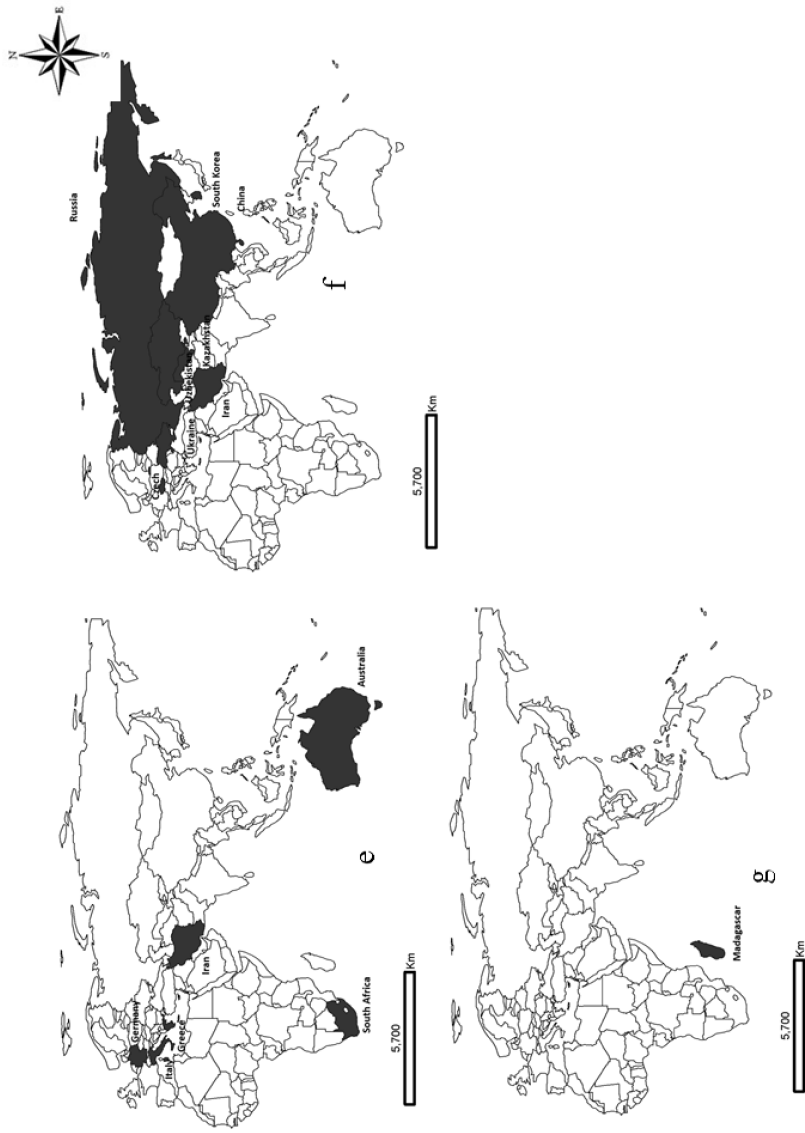 N
E
S
Russia
South Korea
China
Kazakhstan
Uzbekistan
Ukraine
Czech
Iran
f
5,700
Km
Germany
Italy
Greece
Iran
South Africa
Australia
e
5,700
Km
Madagascar
g
5,700
Km